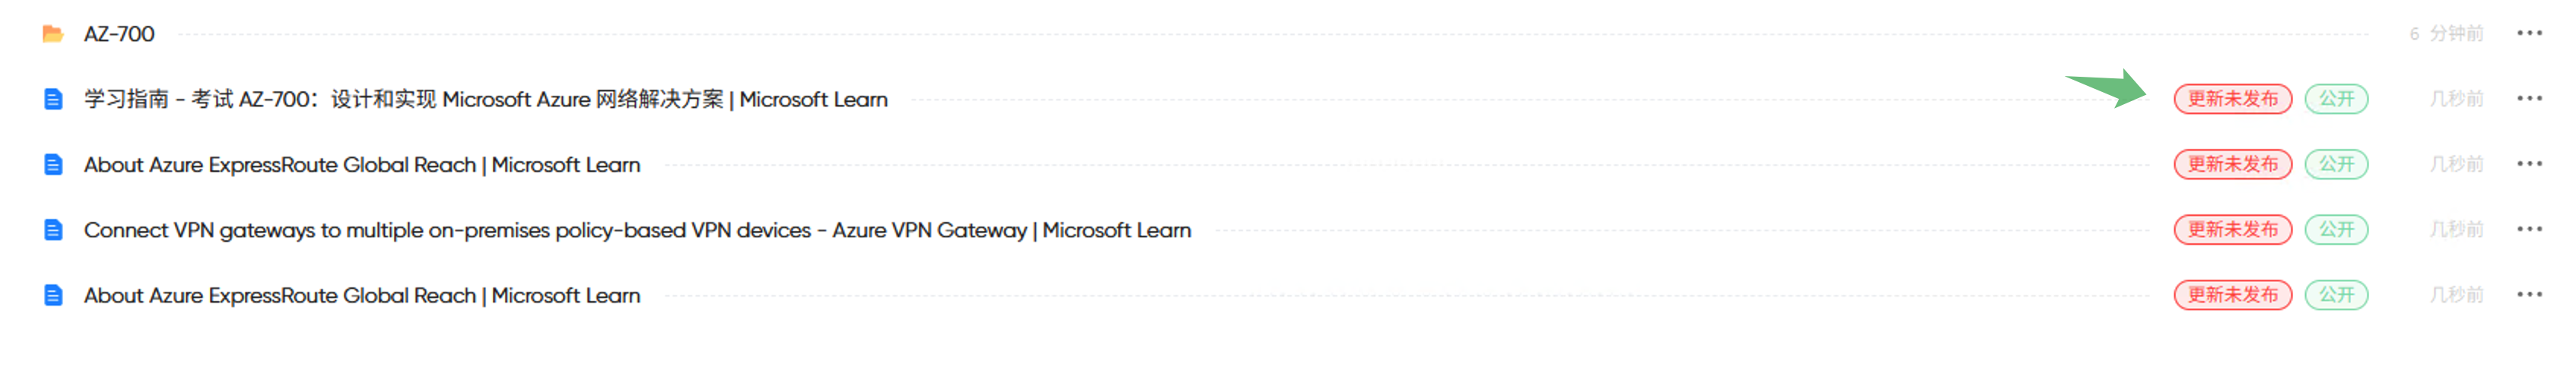 AZ-700 6 分钟前
学习指南 - 考试 AZ-700：设计和实现 Microsoft Azure 网络解决方案 | Microsoft Learn 更新未发布 公开 几秒前
About Azure ExpressRoute Global Reach | Microsoft Learn 更新未发布 公开 几秒前
Connect VPN gateways to multiple on-premises policy-based VPN devices - Azure VPN Gateway | Microsoft Learn 更新未发布 公开 几秒前
About Azure ExpressRoute Global Reach | Microsoft Learn 更新未发布 公开 几秒前